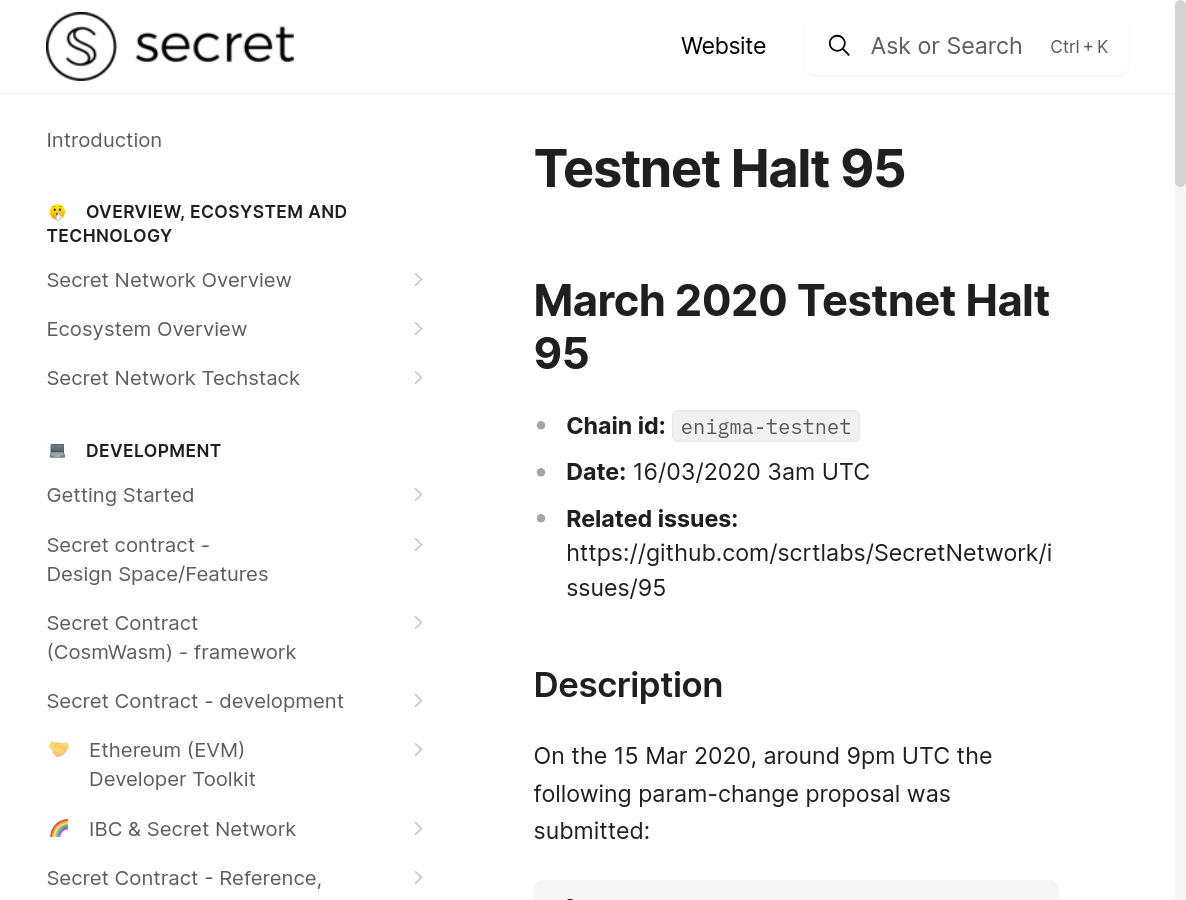 secret
Website
Ask or Search
Ctrl + K
Introduction
OVERVIEW, ECOSYSTEM AND
TECHNOLOGY
Secret Network Overview
Ecosystem Overview
Secret Network Techstack
DEVELOPMENT
Getting Started
Secret contract -
Design Space/Features
Secret Contract
(CosmWasm) - framework
Secret Contract - development
Ethereum (EVM)
Developer Toolkit
IBC & Secret Network
Secret Contract - Reference,
Testnet Halt 95
March 2020 Testnet Halt
95
Chain id: enigma-testnet
Date: 16/03/2020 3am UTC
Related issues:
https://github.com/scrtlabs/SecretNetwork/i
ssues/95
Description
On the 15 Mar 2020, around 9pm UTC the
following param-change proposal was
submitted: